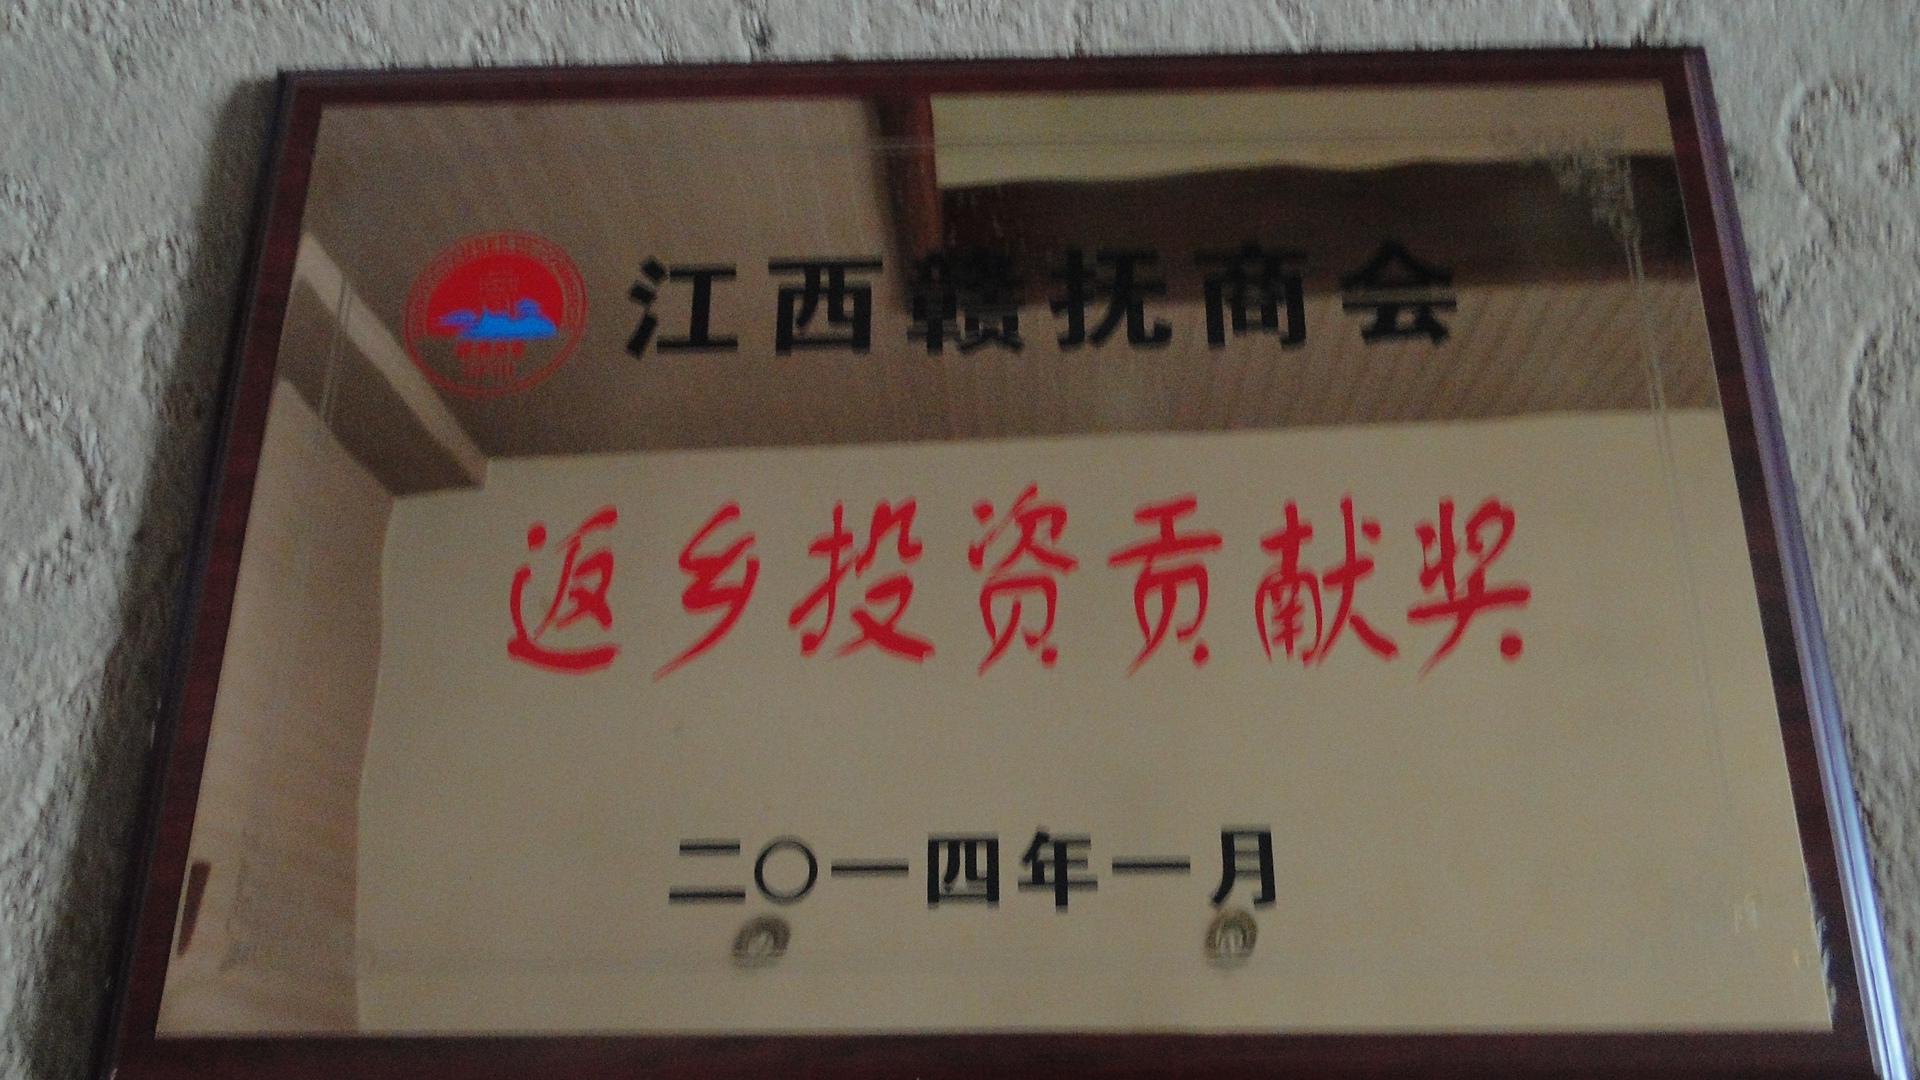 江西赣抚商会
返乡投资贡献奖
二〇一四年一月